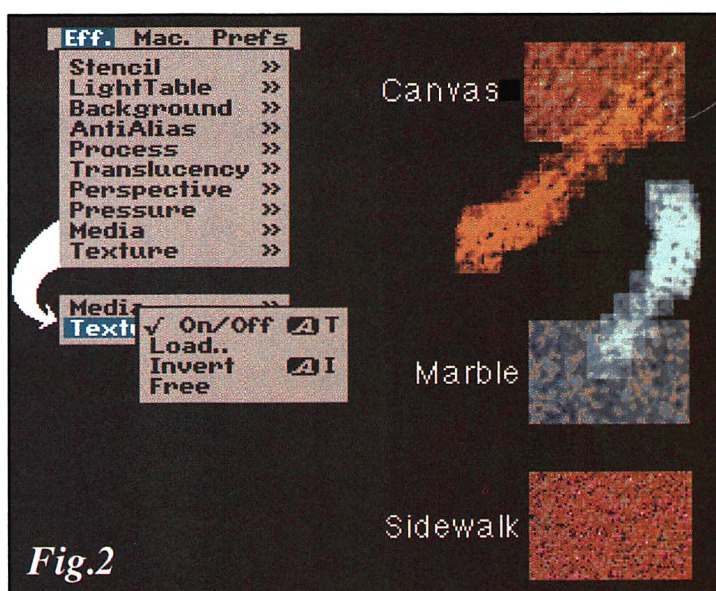 Eff. Mac. Prefs
Stencil »
LightTable »
Background »
AntiAlias »
Process »
Translucency »
Perspective »
Pressure »
Media »
Texture »
Media »
Textu
✓ On/Off A T
Load..
Invert A I
Free
Canvas
Marble
Sidewalk
Fig.2